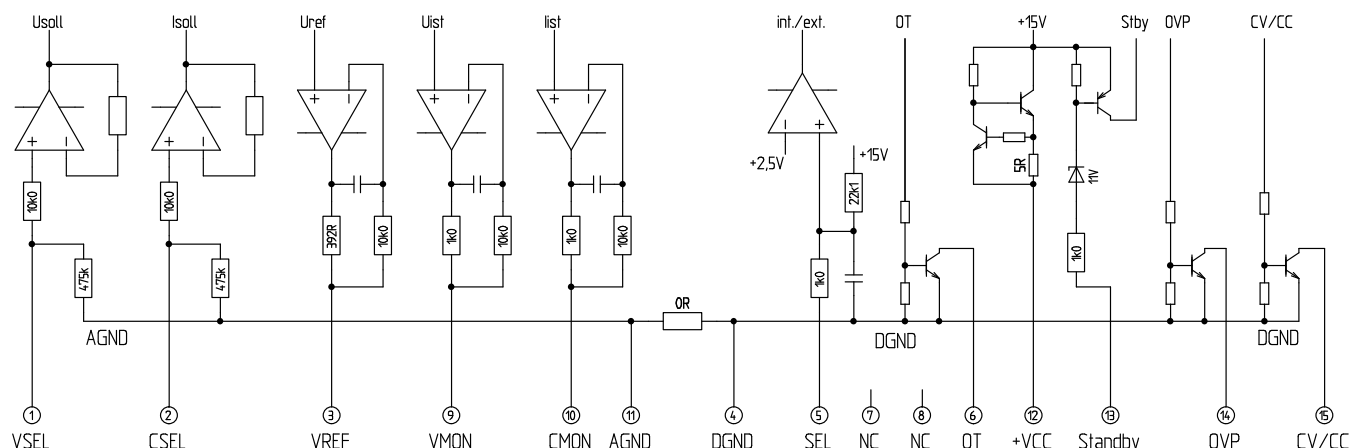 Usoll Isoll Uref Uist Iist int./ext. OT +15V Stby OVP CV/CC
+ − + − + − + − + − − +
+2,5V +15V 5R 11V
10k0 10k0 22k1
392R 10k0 1k0 10k0 1k0 10k0 1k0
475k 475k 1k0
0R
AGND DGND DGND
1 2 3 9 10 11 4 5 7 8 6 12 13 14 15
VSEL CSEL VREF VMON CMON AGND DGND SEL NC NC OT +VCC Standby OVP CV/CC